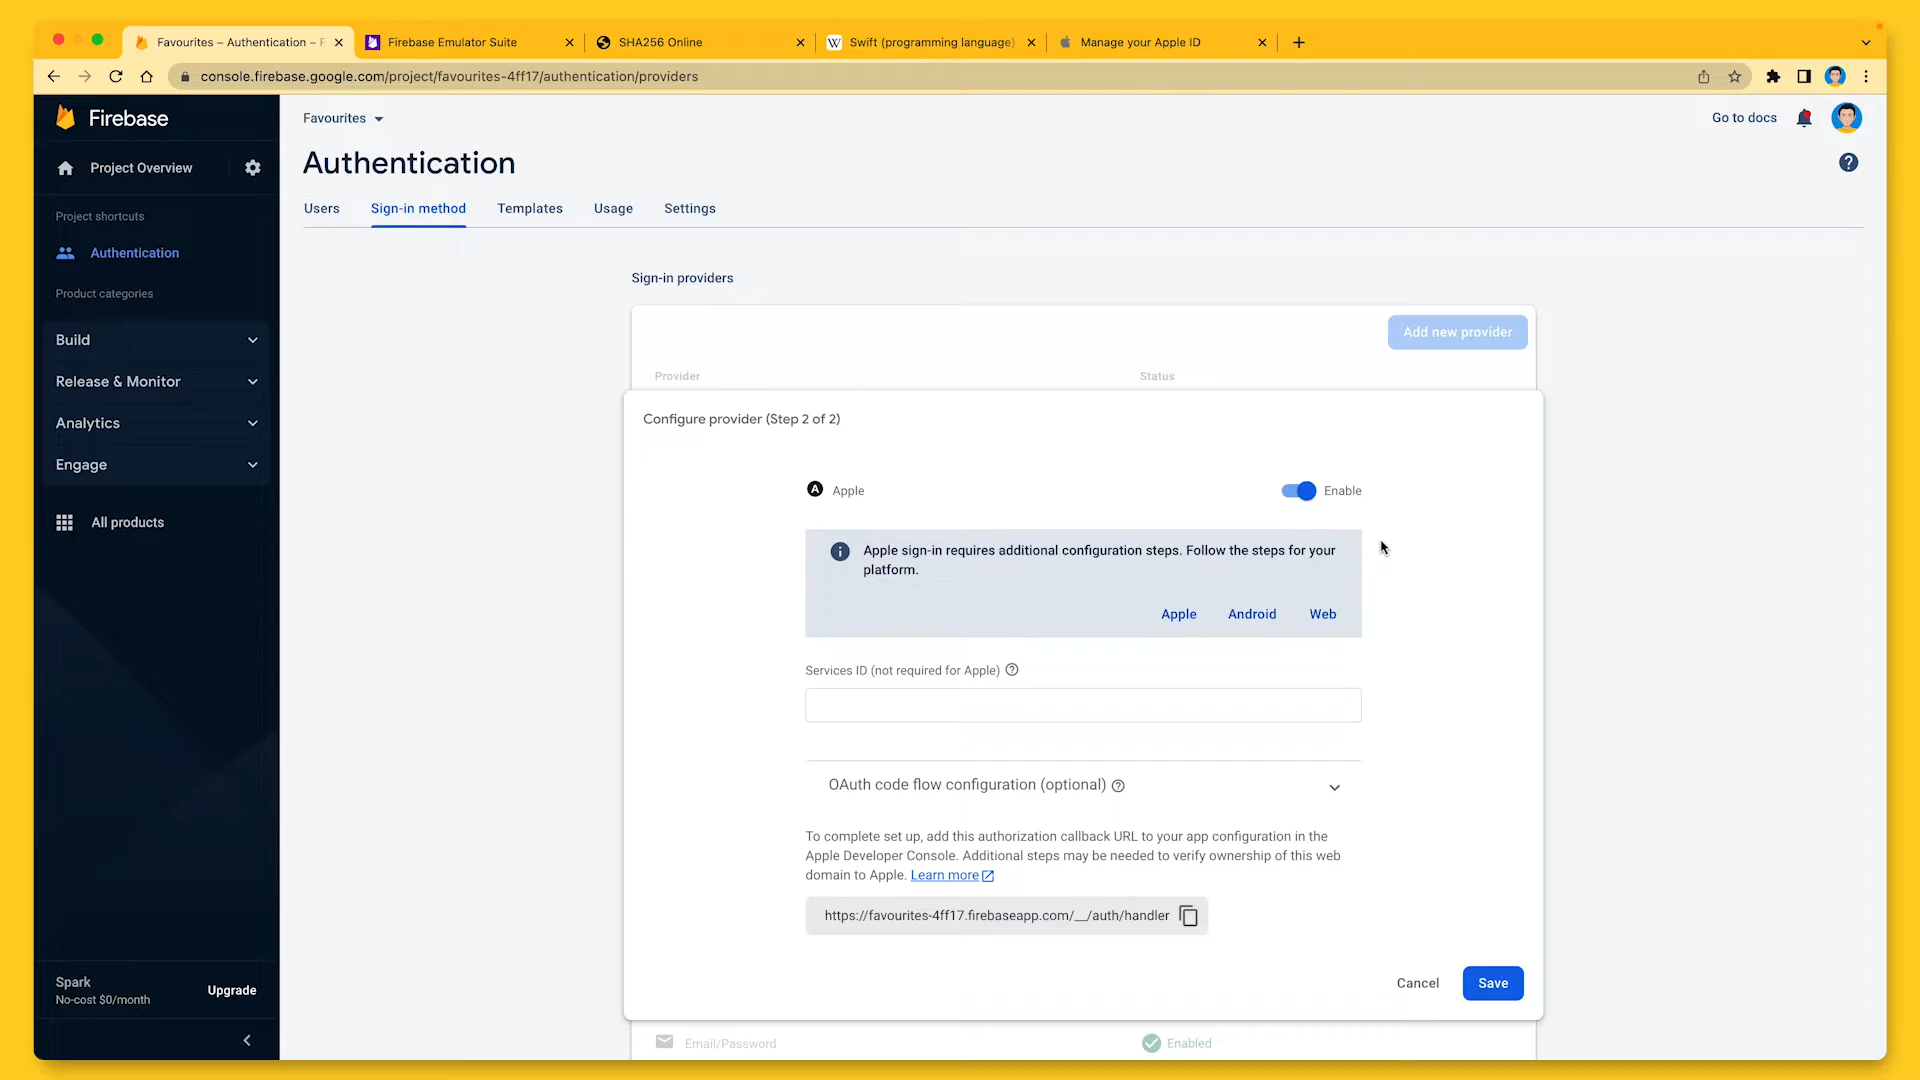 Favourites – Authentication – F
Firebase Emulator Suite
SHA256 Online
W
Swift (programming language)
Manage your Apple ID
console.firebase.google.com/project/favourites-4ff17/authentication/providers
Firebase
Project Overview
Project shortcuts
Authentication
Product categories
Build
Release & Monitor
Analytics
Engage
All products
Spark
No-cost $0/month
Upgrade
Favourites
Go to docs
Authentication
Users
Sign-in method
Templates
Usage
Settings
Sign-in providers
Add new provider
Provider
Status
Configure provider (Step 2 of 2)
A
Apple
Enable
Apple sign-in requires additional configuration steps. Follow the steps for your
platform.
Apple
Android
Web
Services ID (not required for Apple)
OAuth code flow configuration (optional)
To complete set up, add this authorization callback URL to your app configuration in the
Apple Developer Console. Additional steps may be needed to verify ownership of this web
domain to Apple. Learn more
https://favourites-4ff17.firebaseapp.com/__/auth/handler
Cancel
Save
Email/Password
Enabled